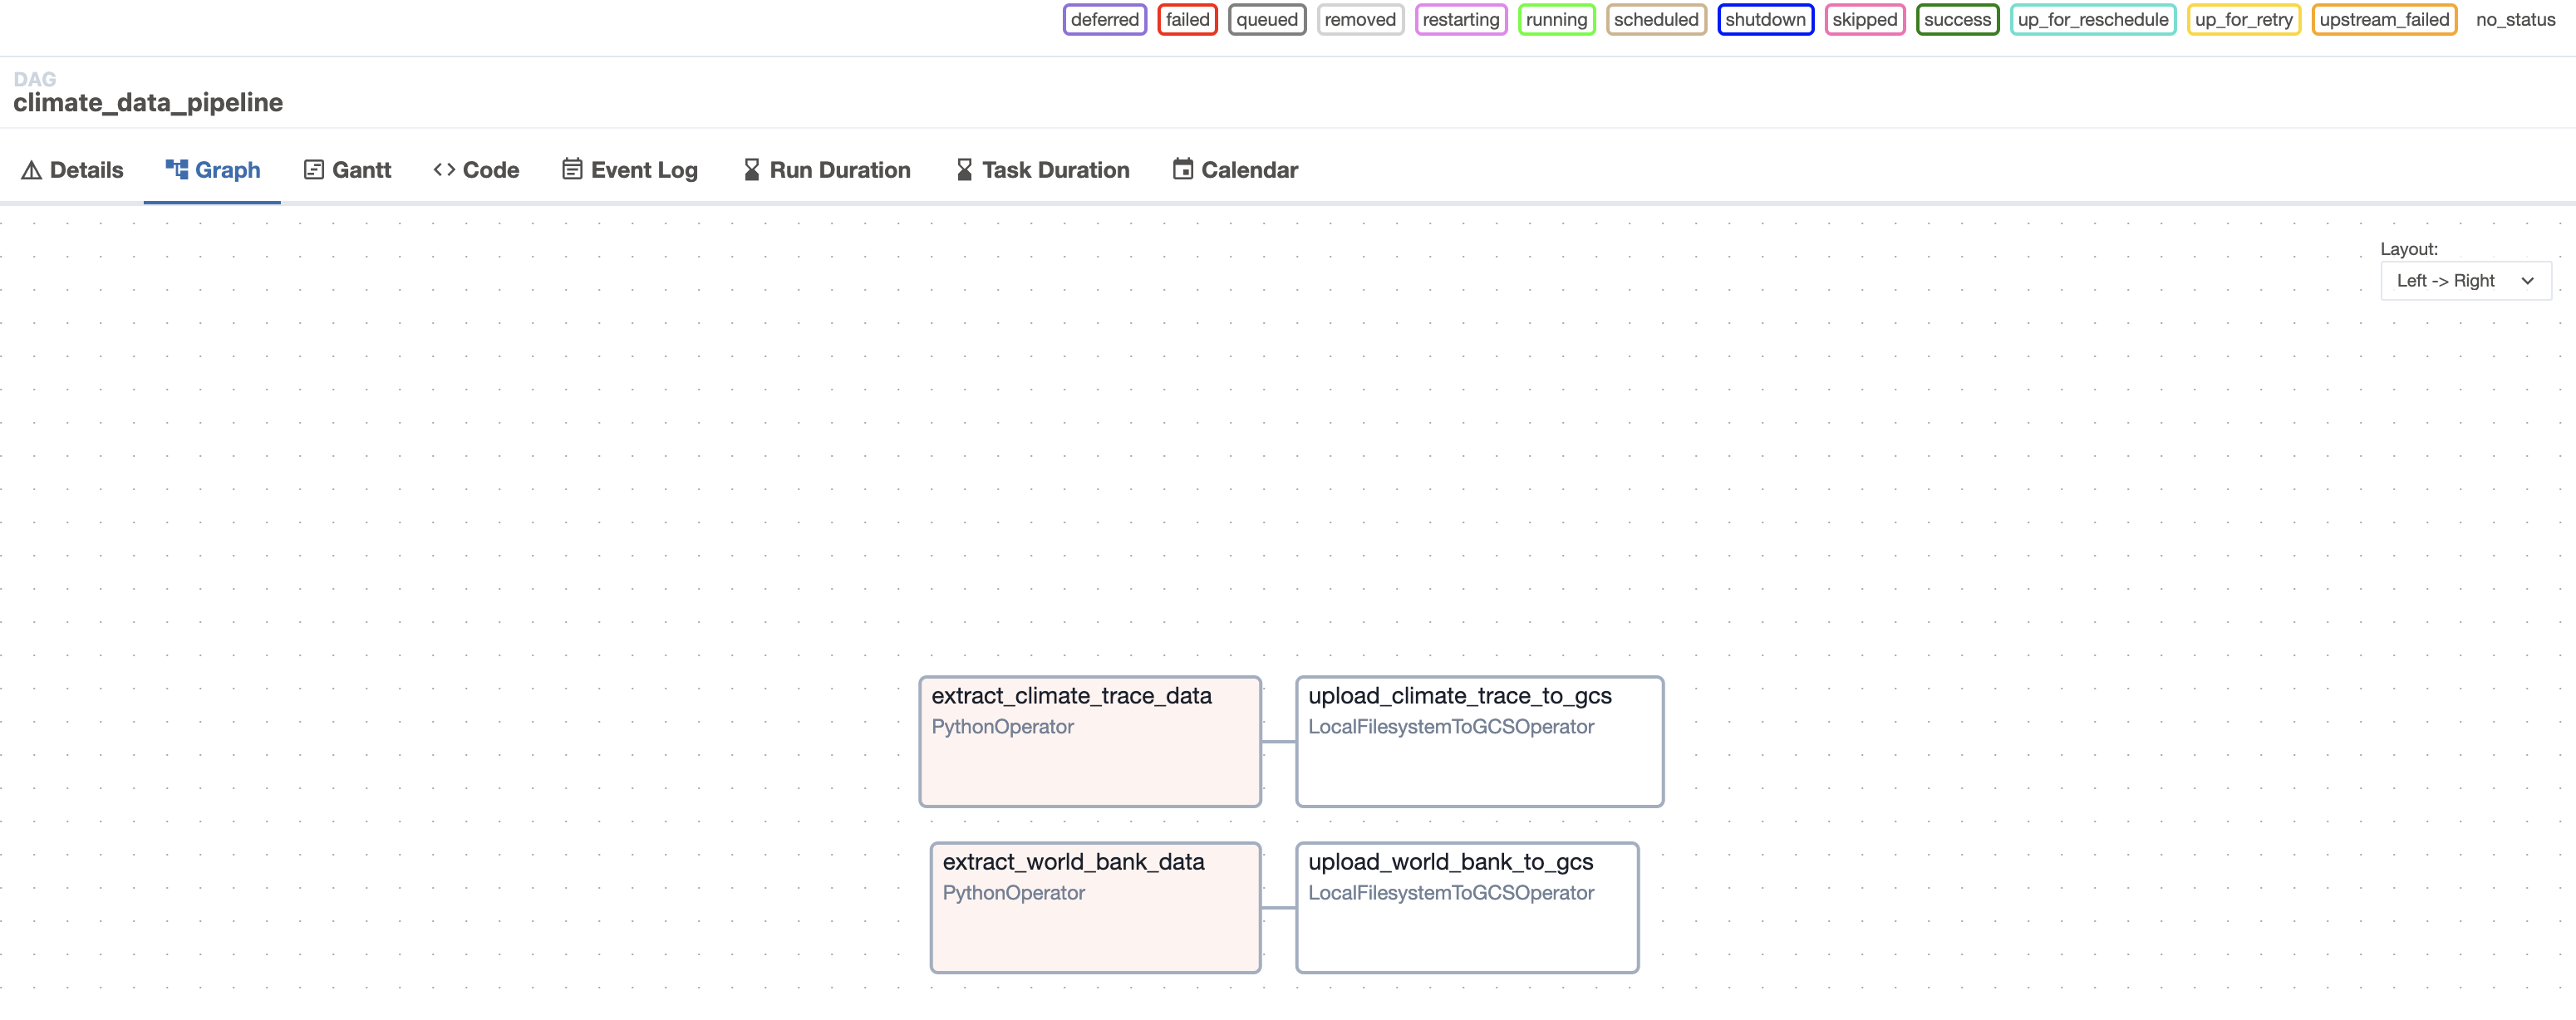 deferred failed queued removed restarting running scheduled shutdown skipped success up_for_reschedule up_for_retry upstream_failed no_status
DAG
climate_data_pipeline
Details Graph Gantt Code Event Log Run Duration Task Duration Calendar
Layout:
Left -> Right
extract_climate_trace_data
PythonOperator
upload_climate_trace_to_gcs
LocalFilesystemToGCSOperator
extract_world_bank_data
PythonOperator
upload_world_bank_to_gcs
LocalFilesystemToGCSOperator